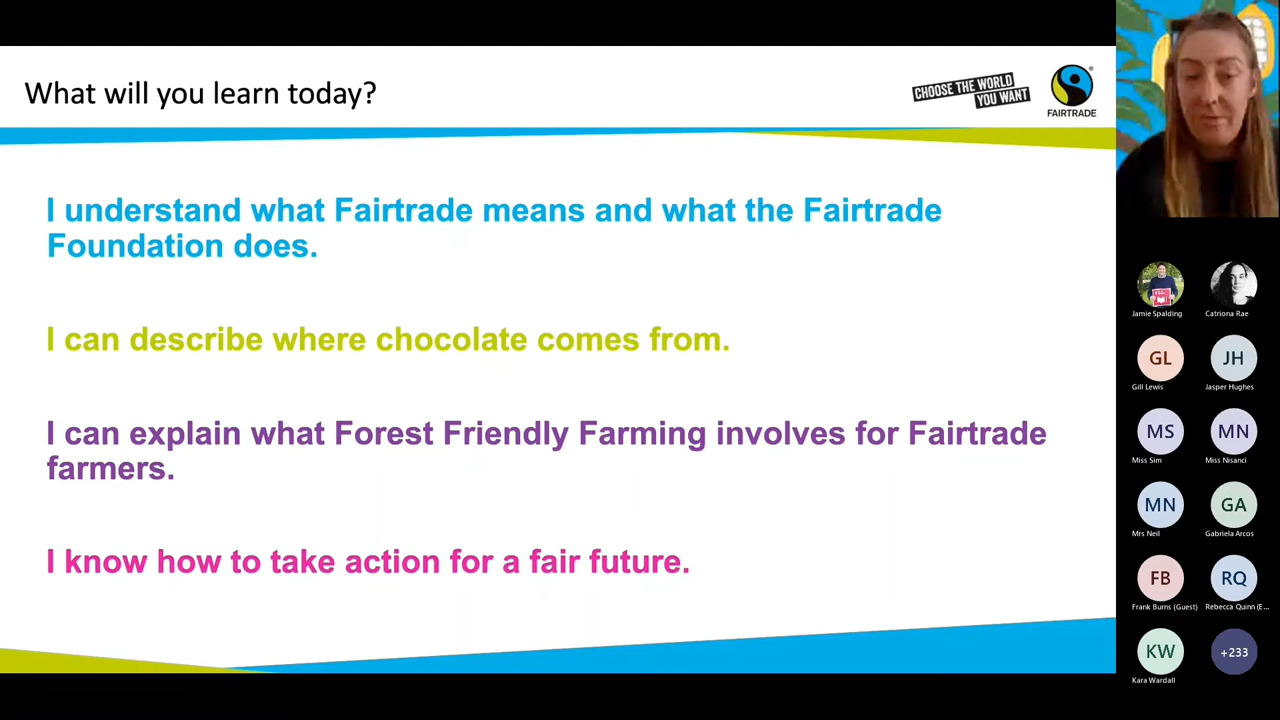 What will you learn today?
CHOOSE THE WORLD
YOU WANT
FAIRTRADE
I understand what Fairtrade means and what the Fairtrade
Foundation does.
I can describe where chocolate comes from.
I can explain what Forest Friendly Farming involves for Fairtrade
farmers.
I know how to take action for a fair future.
Jamie Spalding
Catriona Rae
GL
JH
Gill Lewis
Jasper Hughes
MS
MN
Miss Sim
Miss Nisanci
MN
GA
Mrs Neil
Gabriela Arcos
FB
RQ
Frank Burns (Guest)
Rebecca Quinn (E...
KW
+233
Kara Wardall